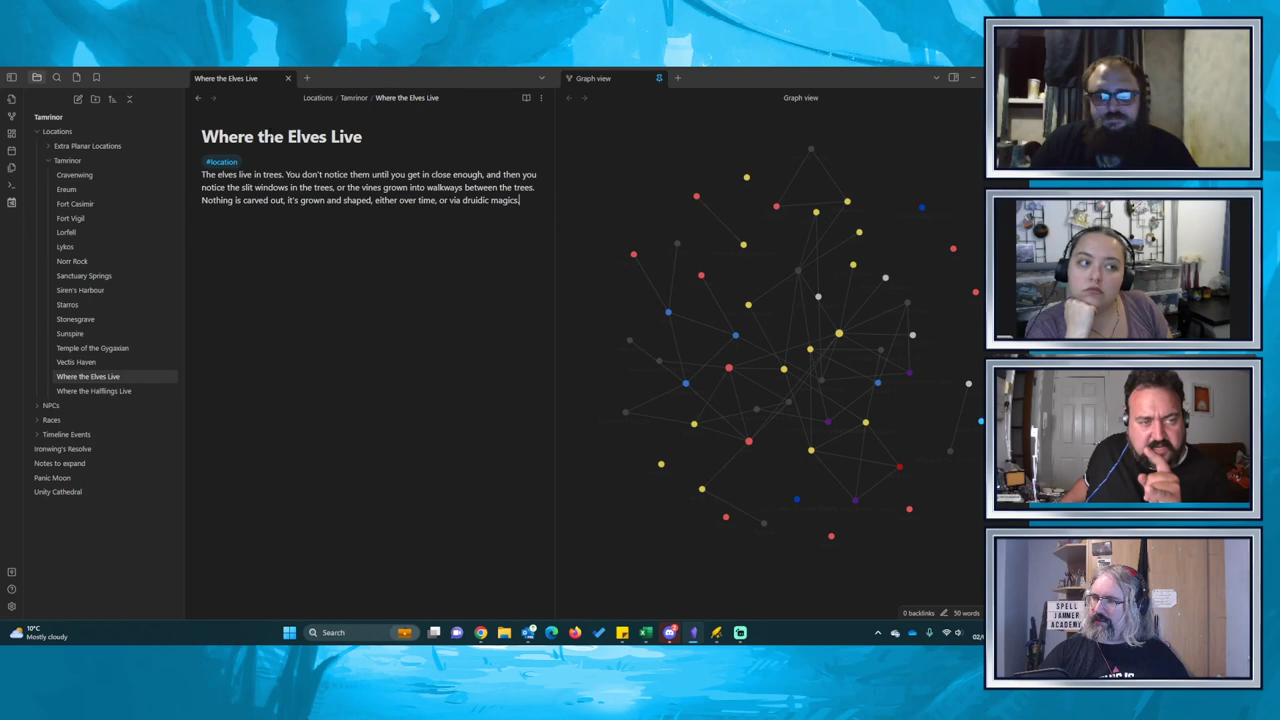 Where the Elves Live
Graph view
Tamrinor
Locations / Tamrinor / Where the Elves Live
Graph view
Locations
Extra Planar Locations
Tamrinor
Cravenwing
Ereum
Fort Casimir
Fort Vigil
Lorfell
Lykos
Norr Rock
Sanctuary Springs
Siren's Harbour
Starros
Stonesgrave
Sunspire
Temple of the Gygaxian
Vectis Haven
Where the Elves Live
Where the Halflings Live
NPCs
Races
Timeline Events
Ironwing's Resolve
Notes to expand
Panic Moon
Unity Cathedral
Where the Elves Live
#location
The elves live in trees. You don't notice them until you get in close enough, and then you
notice the slit windows in the trees, or the vines grown into walkways between the trees.
Nothing is carved out, it's grown and shaped, either over time, or via druidic magics.
0 backlinks
50 words
10°C
Mostly cloudy
Search
2
02/
SPELL
JAMMER
ACADEMY